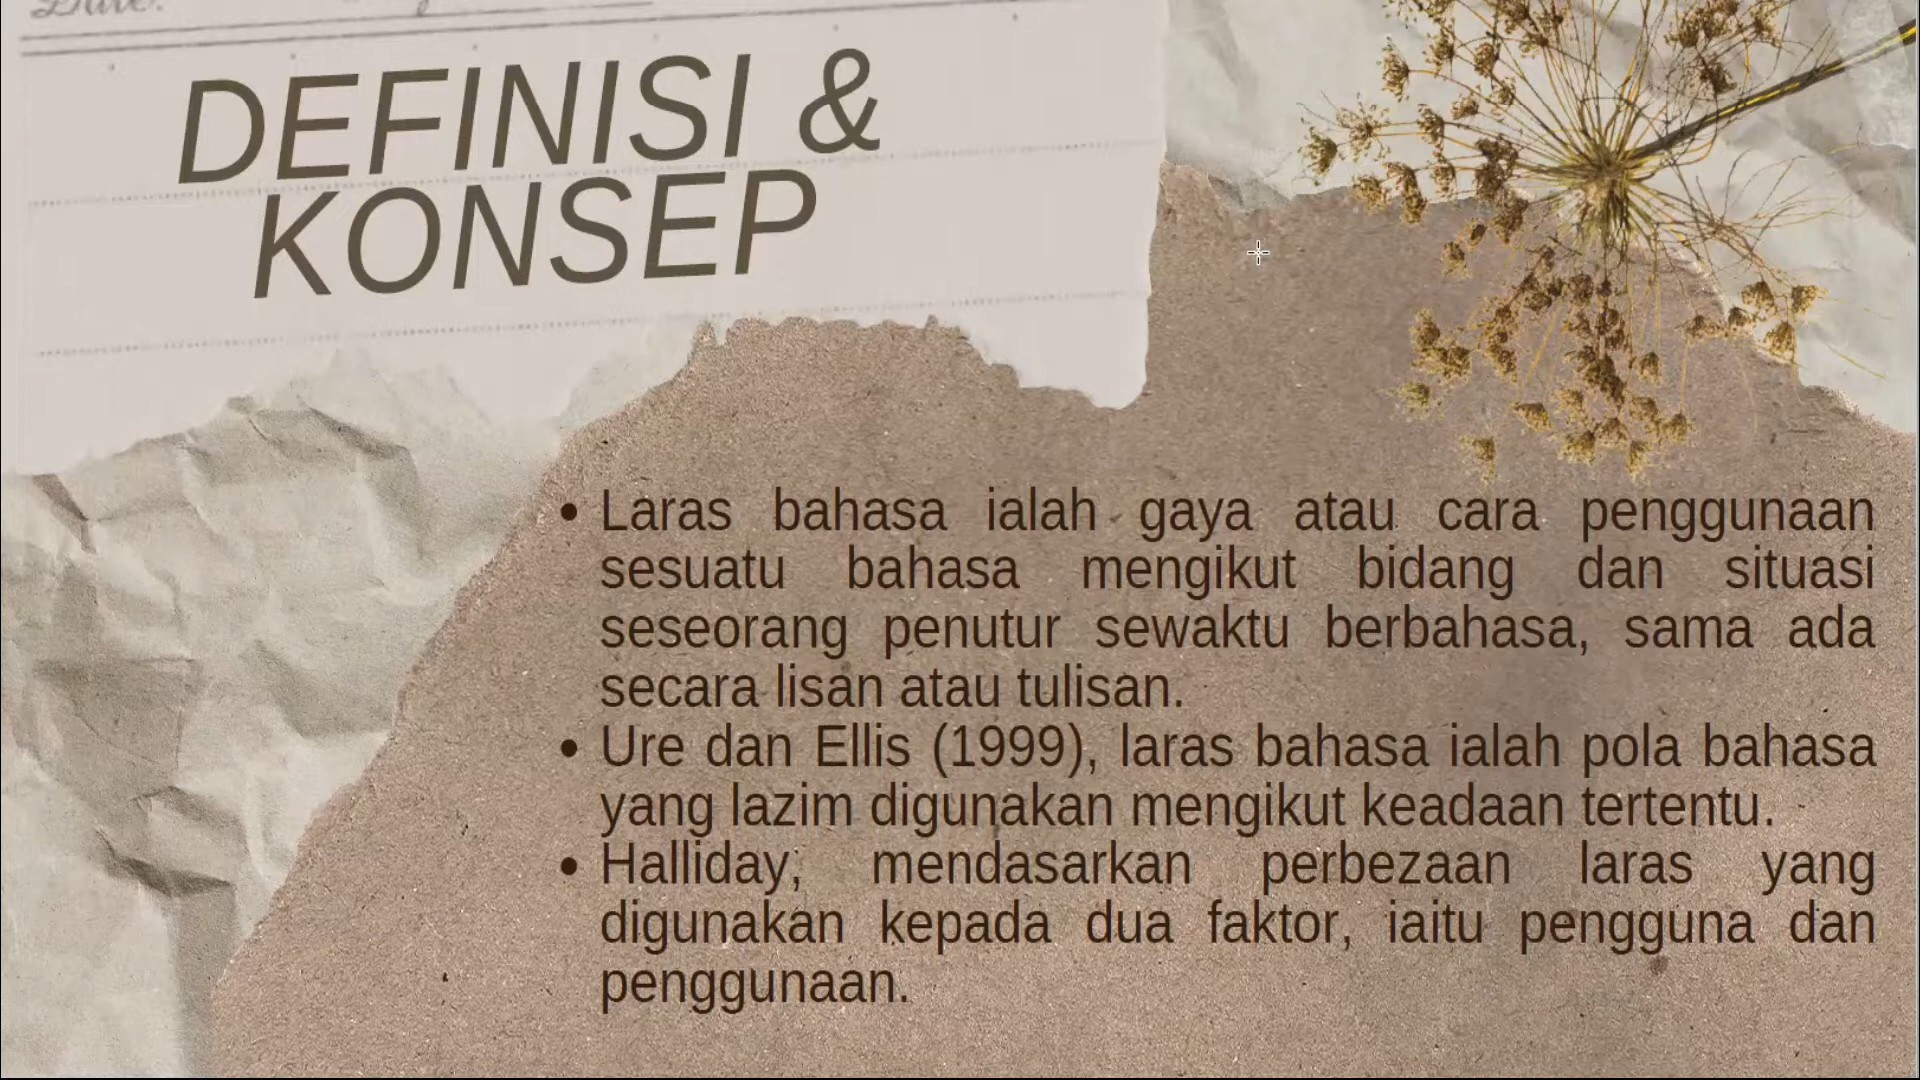 DEFINISI &
KONSEP
• Laras bahasa ialah gaya atau cara penggunaan
sesuatu bahasa mengikut bidang dan situasi
seseorang penutur sewaktu berbahasa, sama ada
secara lisan atau tulisan.
• Ure dan Ellis (1999), laras bahasa ialah pola bahasa
yang lazim digunakan mengikut keadaan tertentu.
• Halliday, mendasarkan perbezaan laras yang
digunakan kepada dua faktor, iaitu pengguna dan
penggunaan.